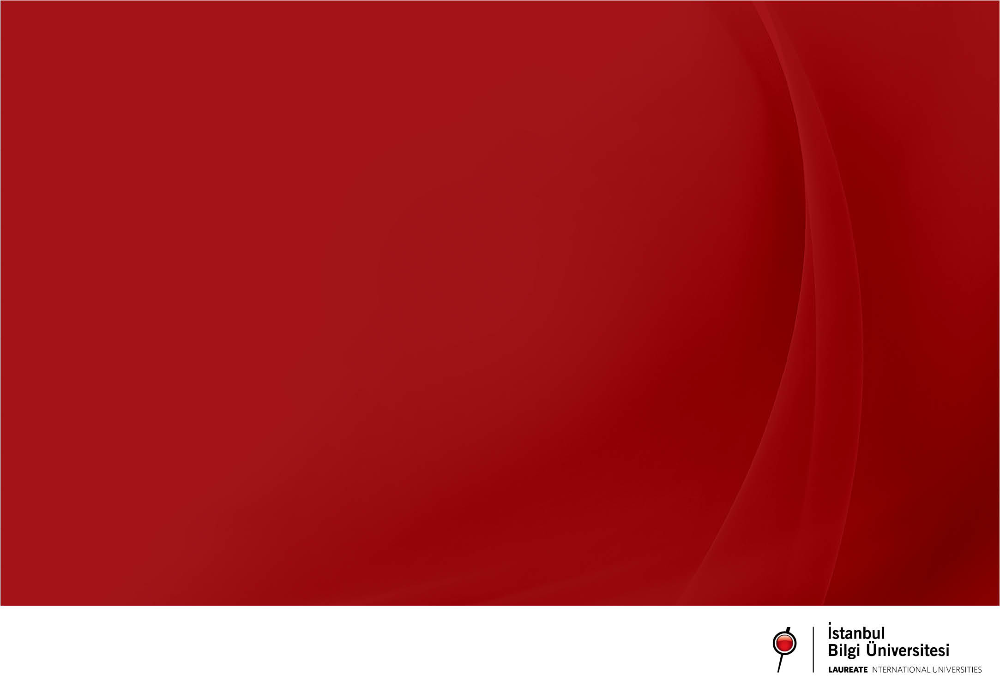 İstanbul
Bilgi Üniversitesi
LAUREATE INTERNATIONAL UNIVERSITIES